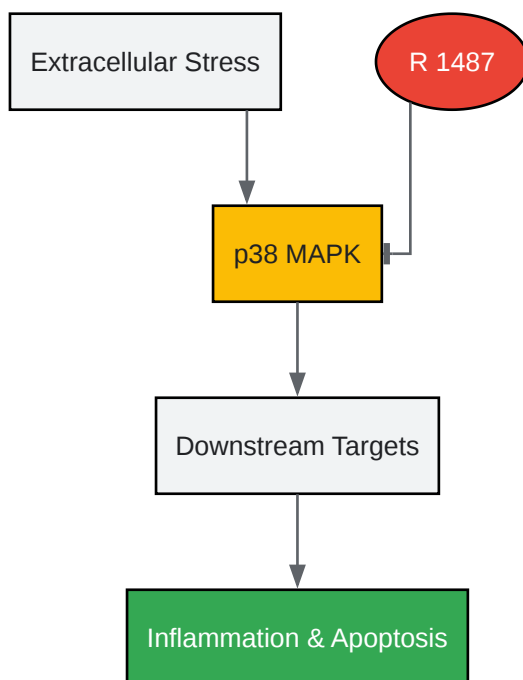 Extracellular Stress
R 1487
p38 MAPK
Downstream Targets
Inflammation & Apoptosis